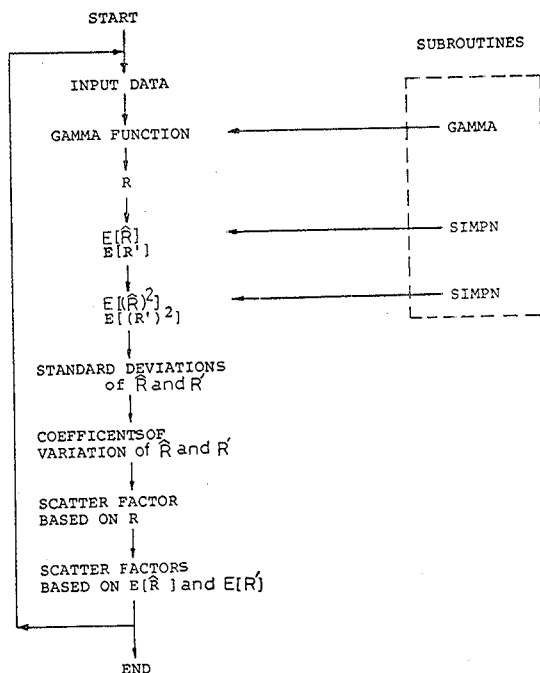 START
SUBROUTINES
INPUT DATA
GAMMA FUNCTION
GAMMA
R
E[R̂]
E[R']
SIMPN
E[(R̂)²]
E[(R')²]
SIMPN
STANDARD DEVIATIONS
of R̂ and R'
COEFFICENTSOF
VARIATION of R̂ and R'
SCATTER FACTOR
BASED ON R
SCATTER FACTORS
BASED ON E[R̂ ] and E[R']
END